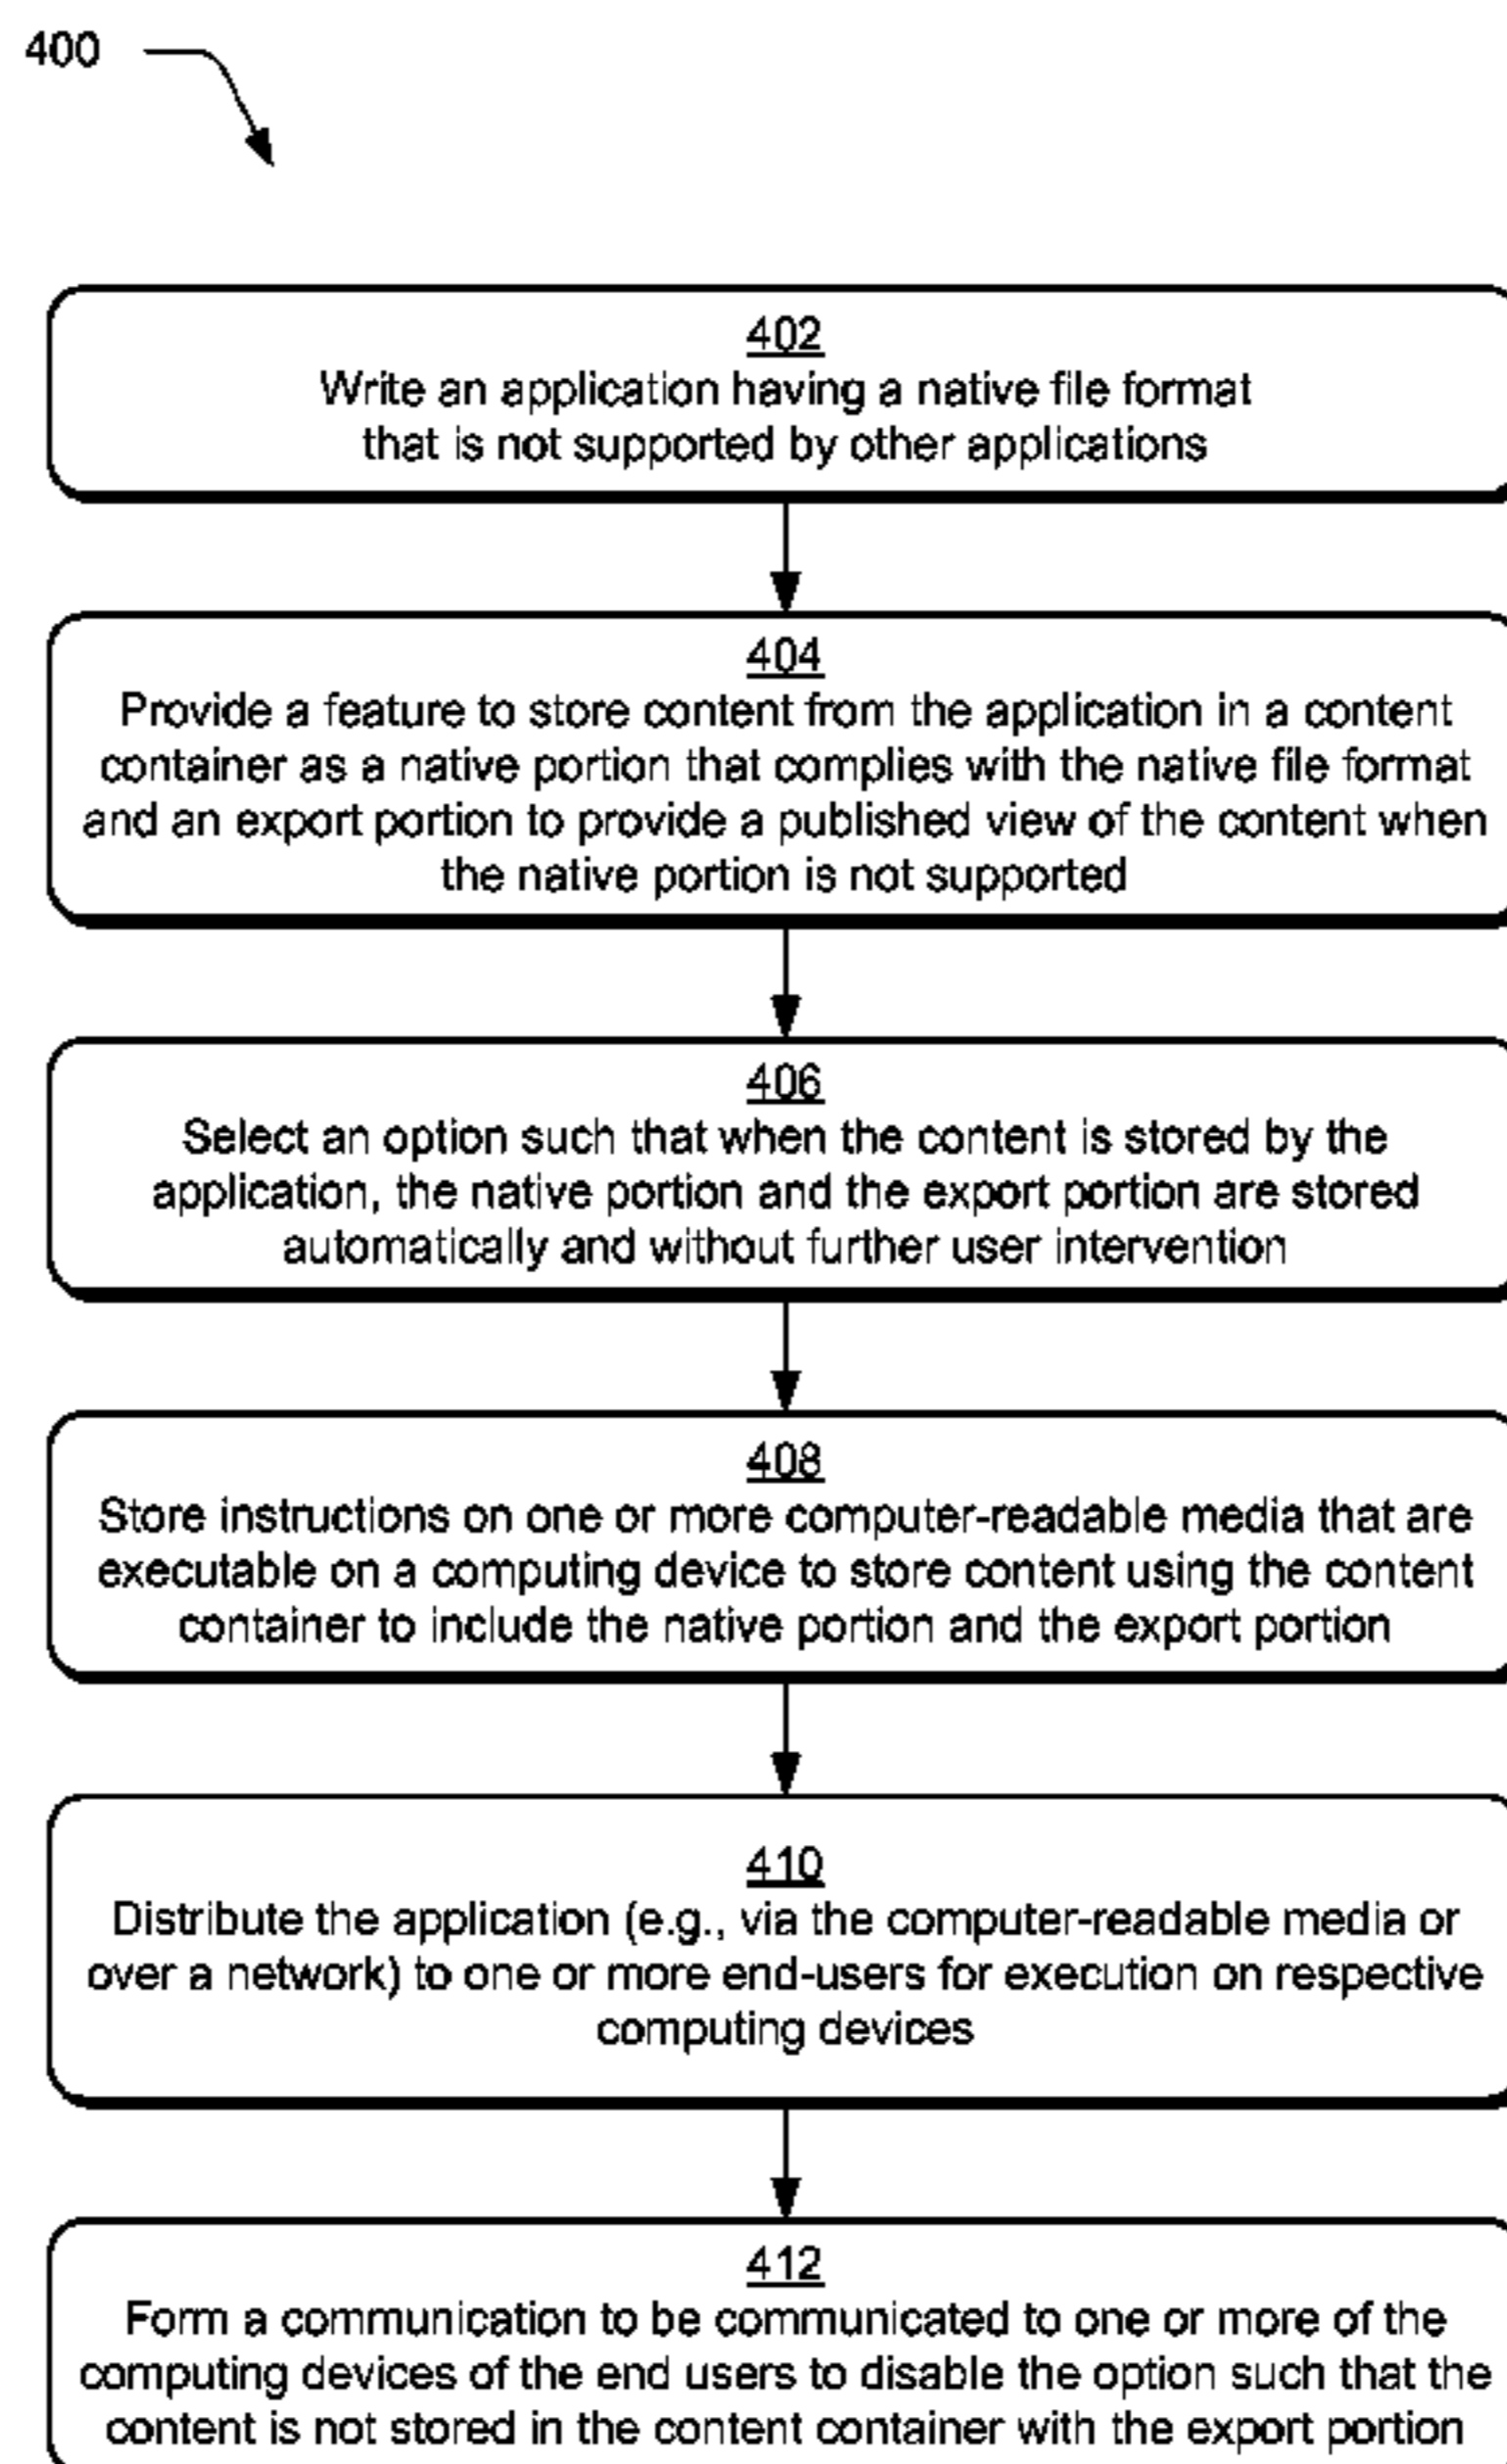 400
402
Write an application having a native file format
that is not supported by other applications
404
Provide a feature to store content from the application in a content
container as a native portion that complies with the native file format
and an export portion to provide a published view of the content when
the native portion is not supported
406
Select an option such that when the content is stored by the
application, the native portion and the export portion are stored
automatically and without further user intervention
408
Store instructions on one or more computer-readable media that are
executable on a computing device to store content using the content
container to include the native portion and the export portion
410
Distribute the application (e.g., via the computer-readable media or
over a network) to one or more end-users for execution on respective
computing devices
412
Form a communication to be communicated to one or more of the
computing devices of the end users to disable the option such that the
content is not stored in the content container with the export portion